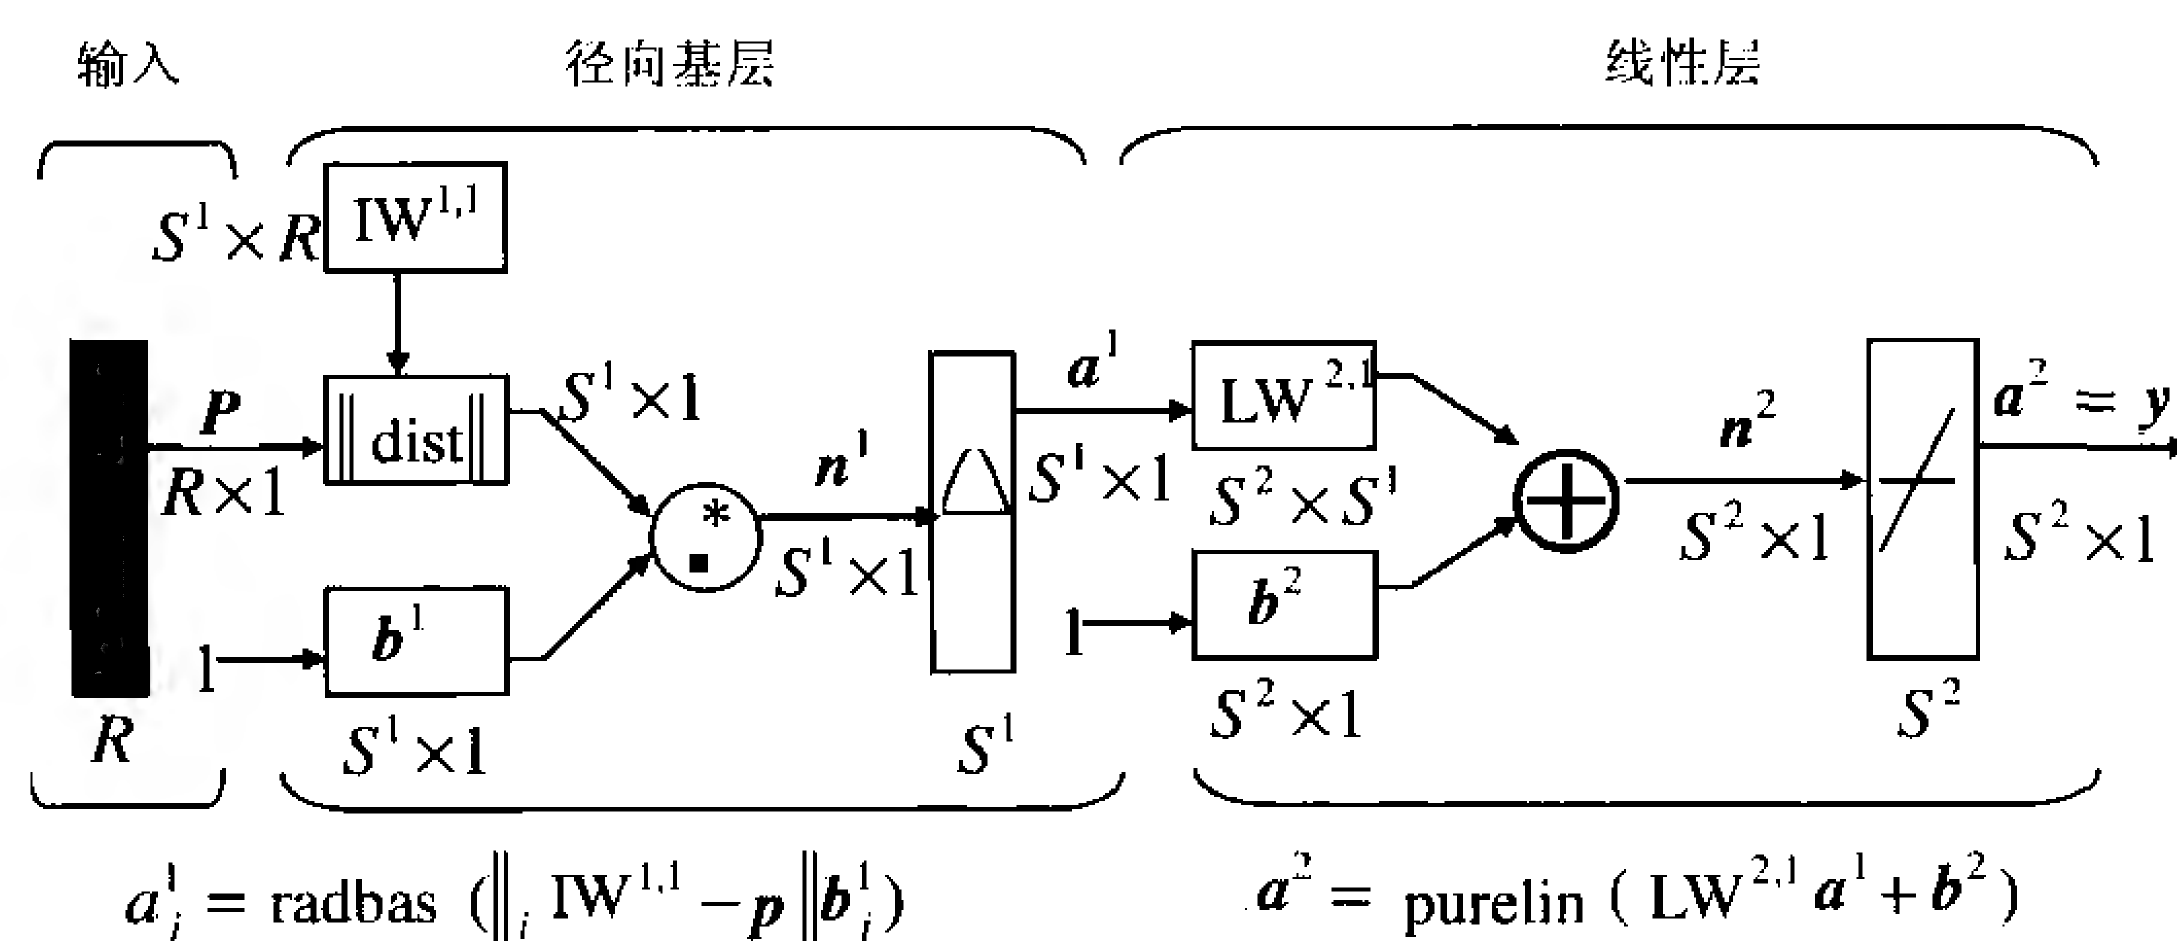 输入 径向基层 线性层
S¹×R IW¹,¹
P R×1 ‖dist‖ S¹×1
1 b¹ S¹×1
R
* .
n¹ S¹×1
S¹
a¹ S¹×1
LW²,¹ S²×S¹
1 b² S²×1
n² S²×1
S²
a² = y
S²×1
a¹ᵢ = radbas (‖ᵢIW¹,¹ − p‖b¹ᵢ)
a² = purelin (LW²,¹ a¹ + b²)